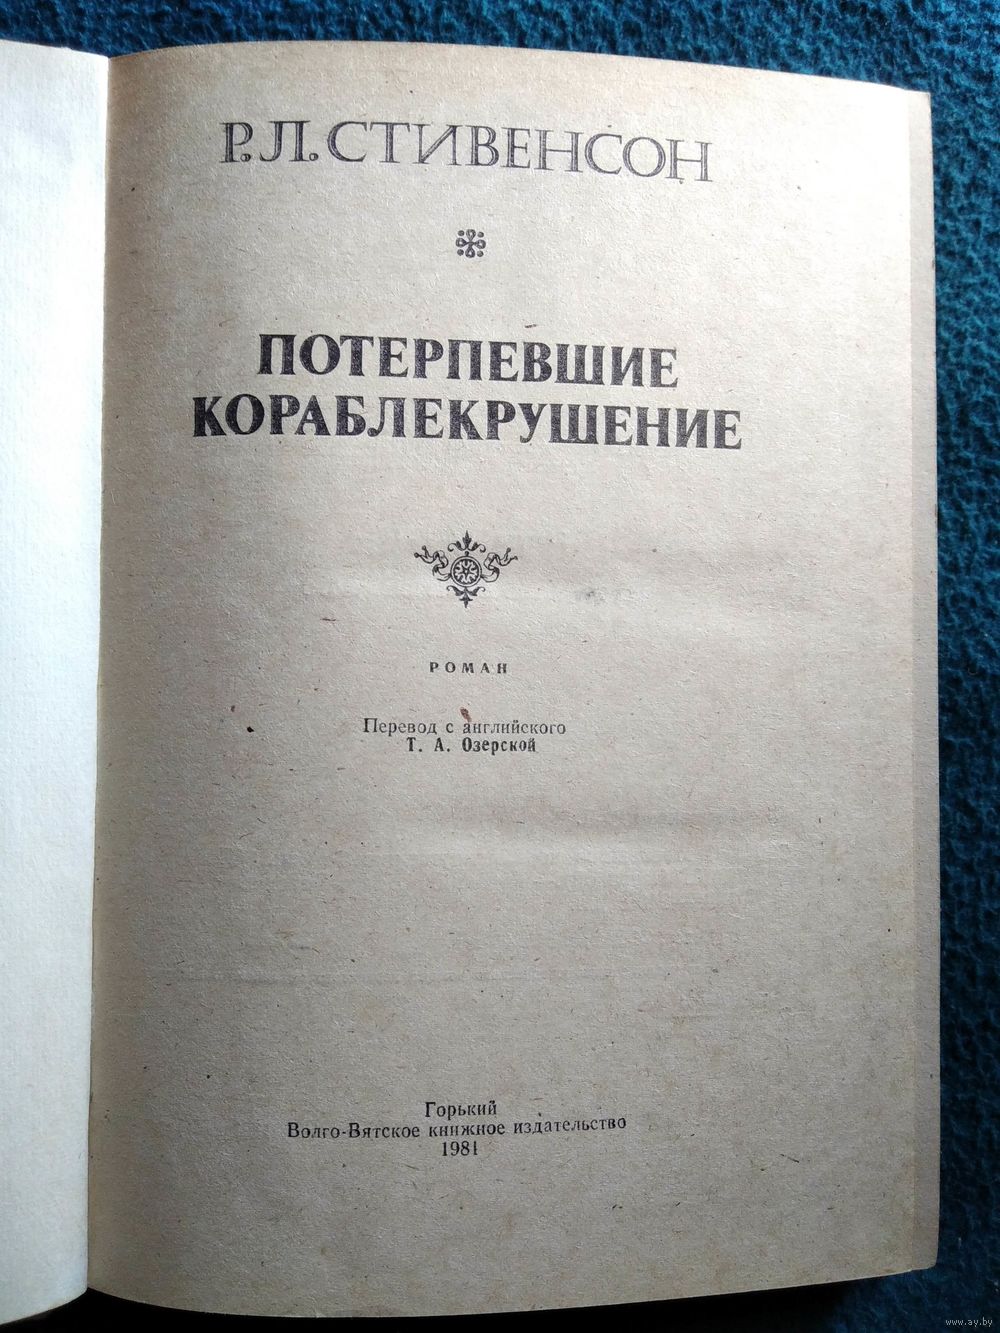 Р. Л. СТИВЕНСОН
ПОТЕРПЕВШИЕ
КОРАБЛЕКРУШЕНИЕ
РОМАН
Перевод с английского
Т. А. Озерской
Горький
Волго-Вятское книжное издательство
1981
www.ay.by